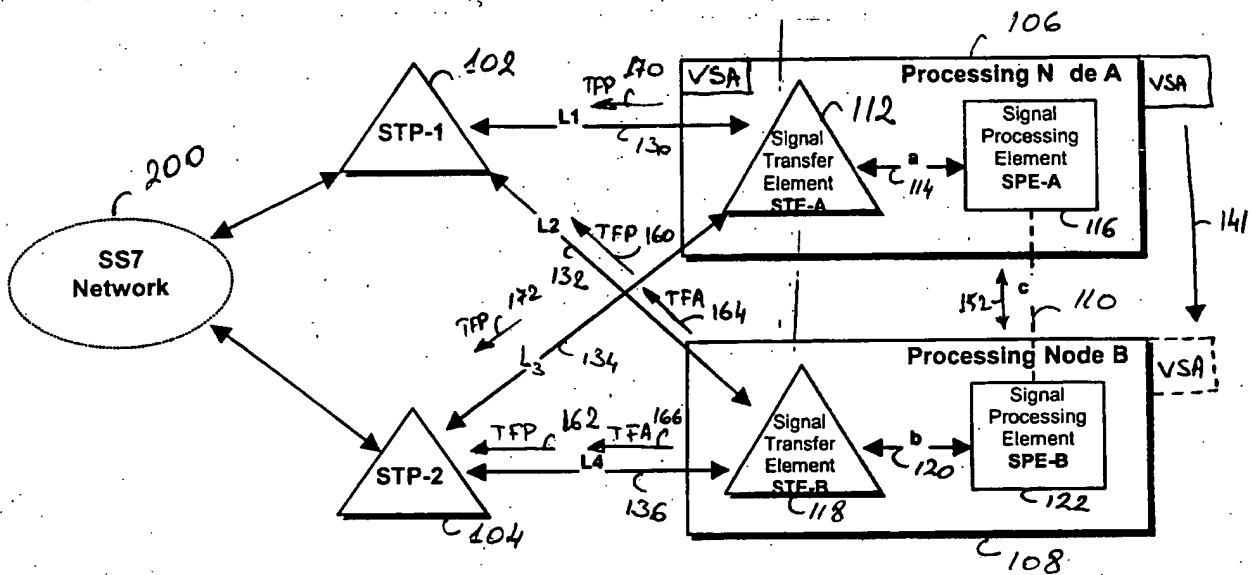 106
102
170
TFP
VSA
Processing N de A
VSA
STP-1
L1
130
112
Signal
Transfer
Element
STE-A
a
114
Signal
Processing
Element
SPE-A
116
141
200
SS7
Network
L2
132
TFP 160
TFP 172
TFA 164
L3
134
c
152
110
Processing Node B
VSA
STP-2
104
TFP 162
TFA 166
L4
136
Signal
Transfer
Element
STE-B
118
b
120
Signal
Processing
Element
SPE-B
122
108